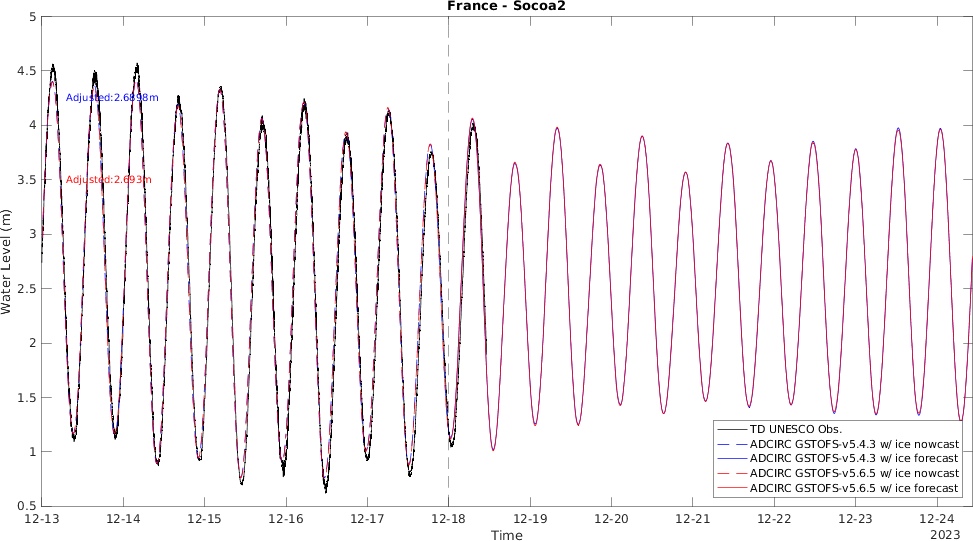 France - Socoa2
Water Level (m)
5
4.5
4
3.5
3
2.5
2
1.5
1
0.5
Adjusted:2.6898m
Adjusted:2.693m
TD UNESCO Obs.
ADCIRC GSTOFS-v5.4.3 w/ ice nowcast
ADCIRC GSTOFS-v5.4.3 w/ ice forecast
ADCIRC GSTOFS-v5.6.5 w/ ice nowcast
ADCIRC GSTOFS-v5.6.5 w/ ice forecast
12-13 12-14 12-15 12-16 12-17 12-18 12-19 12-20 12-21 12-22 12-23 12-24
2023
Time